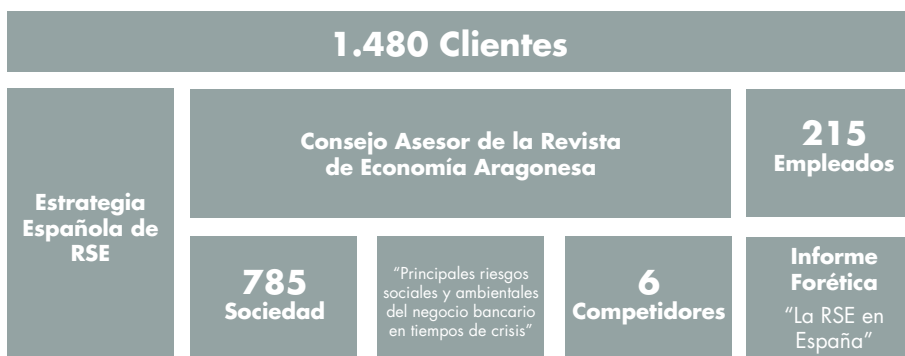 1.480 Clientes
Estrategia
Española de
RSE
Consejo Asesor de la Revista
de Economía Aragonesa
215
Empleados
785
Sociedad
“Principales riesgos
sociales y ambientales
del negocio bancario
en tiempos de crisis”
6
Competidores
Informe
Forética
“La RSE en
España”